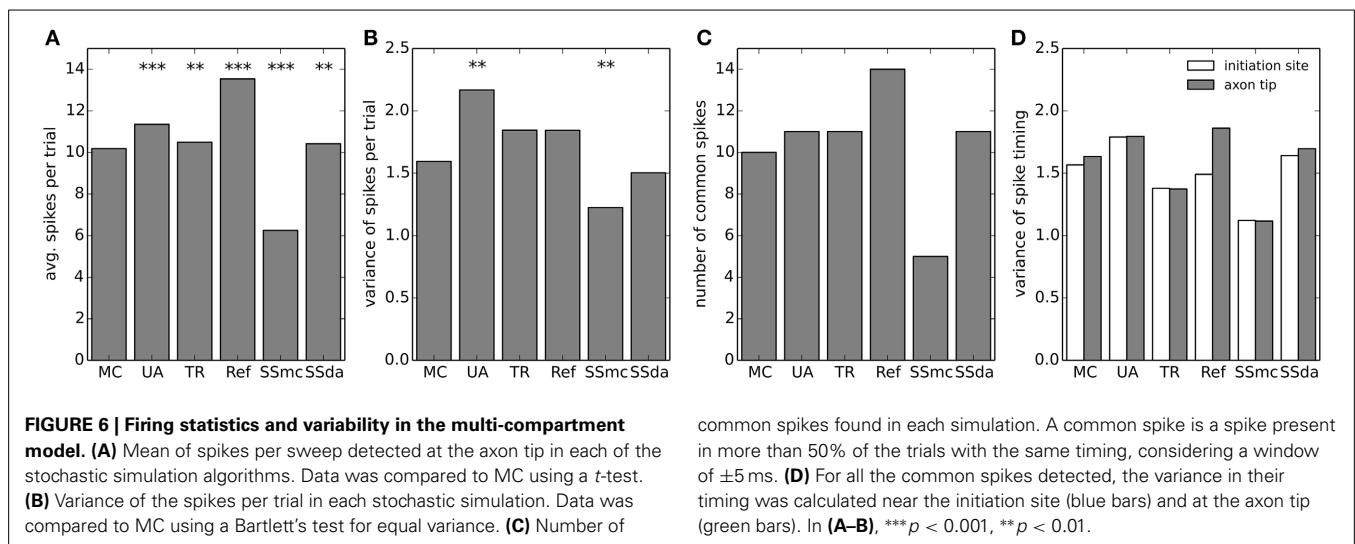 A
B
C
D
avg. spikes per trial
14
12
10
8
6
4
2
0
*** ** *** *** **
MC UA TR Ref SSmc SSda
variance of spikes per trial
2.5
2.0
1.5
1.0
0.5
0.0
** **
MC UA TR Ref SSmc SSda
number of common spikes
14
12
10
8
6
4
2
0
MC UA TR Ref SSmc SSda
variance of spike timing
2.5
2.0
1.5
1.0
0.5
0.0
initiation site
axon tip
MC UA TR Ref SSmc SSda
FIGURE 6 | Firing statistics and variability in the multi-compartment
model. (A) Mean of spikes per sweep detected at the axon tip in each of the
stochastic simulation algorithms. Data was compared to MC using a t-test.
(B) Variance of the spikes per trial in each stochastic simulation. Data was
compared to MC using a Bartlett's test for equal variance. (C) Number of
common spikes found in each simulation. A common spike is a spike present
in more than 50% of the trials with the same timing, considering a window
of ±5 ms. (D) For all the common spikes detected, the variance in their
timing was calculated near the initiation site (blue bars) and at the axon tip
(green bars). In (A–B), ***p < 0.001, **p < 0.01.